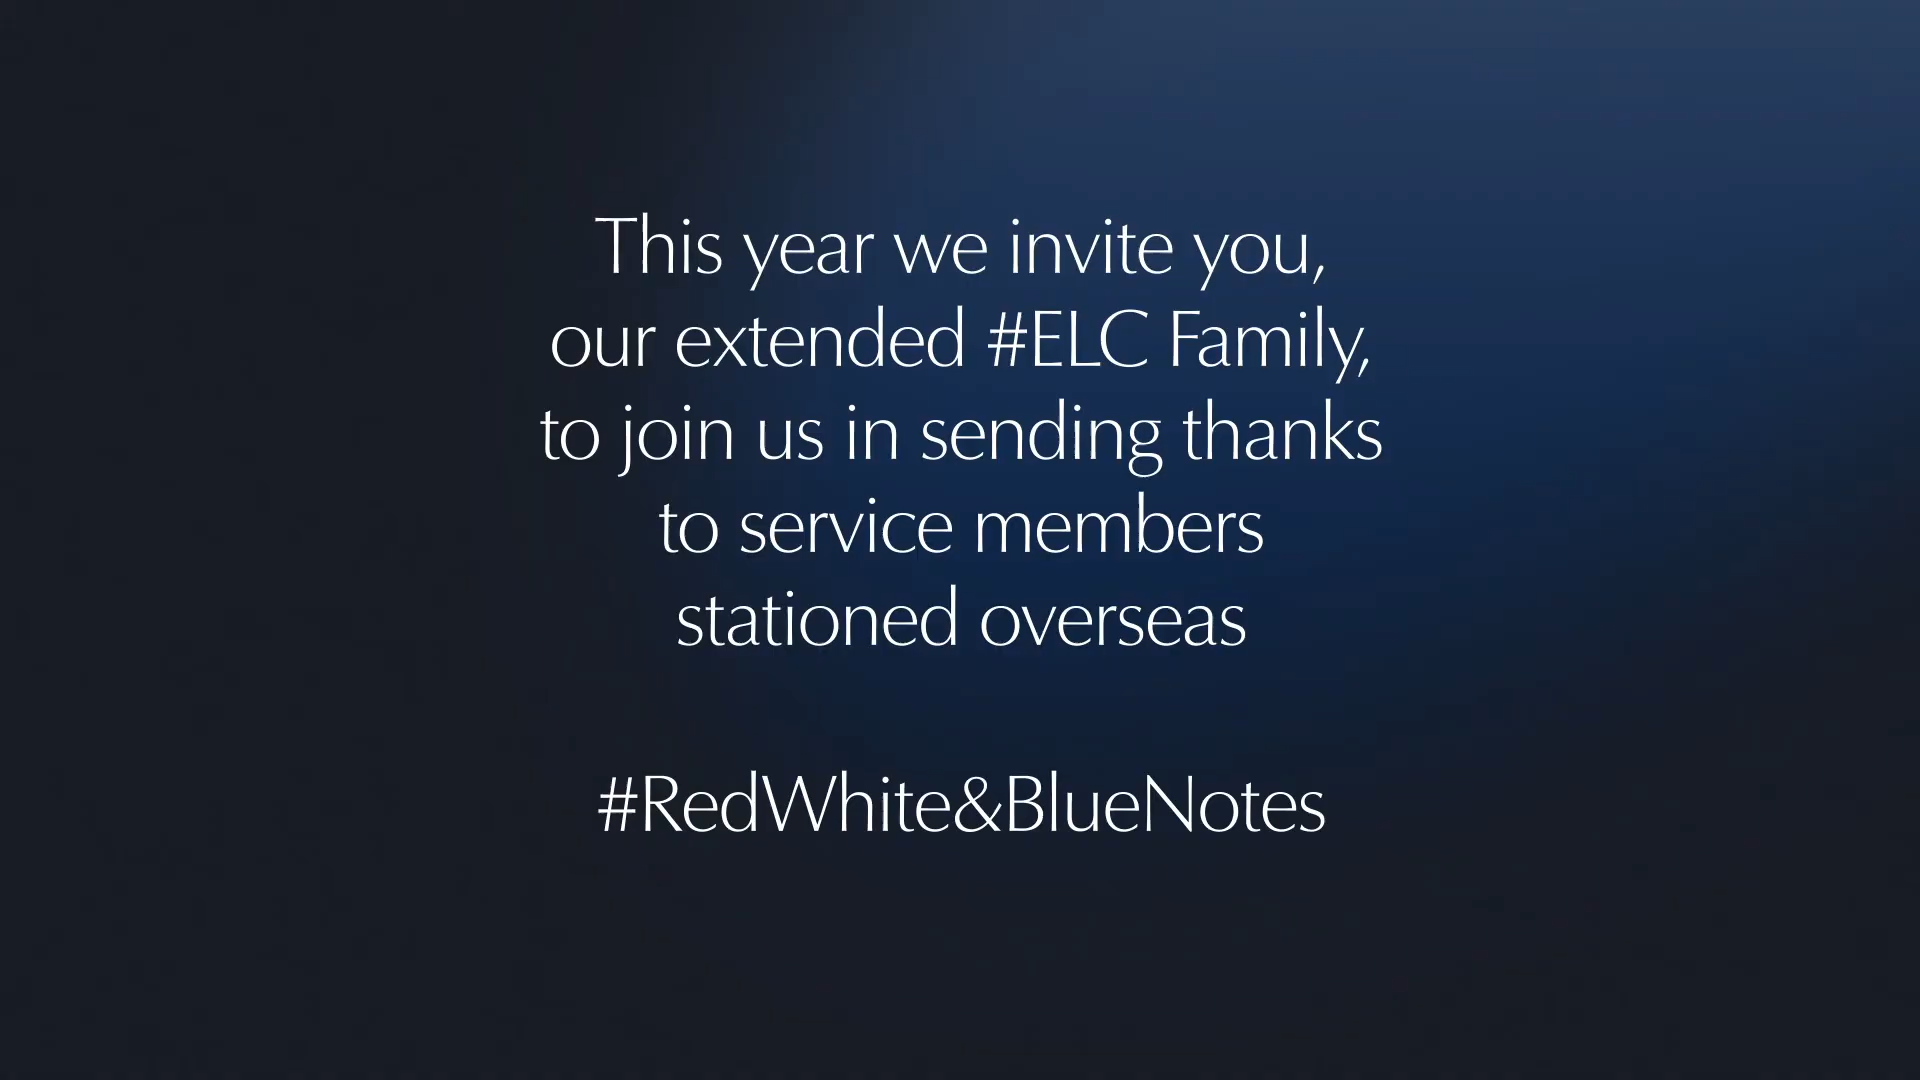 This year we invite you,
our extended #ELC Family,
to join us in sending thanks
to service members
stationed overseas
#RedWhite&BlueNotes